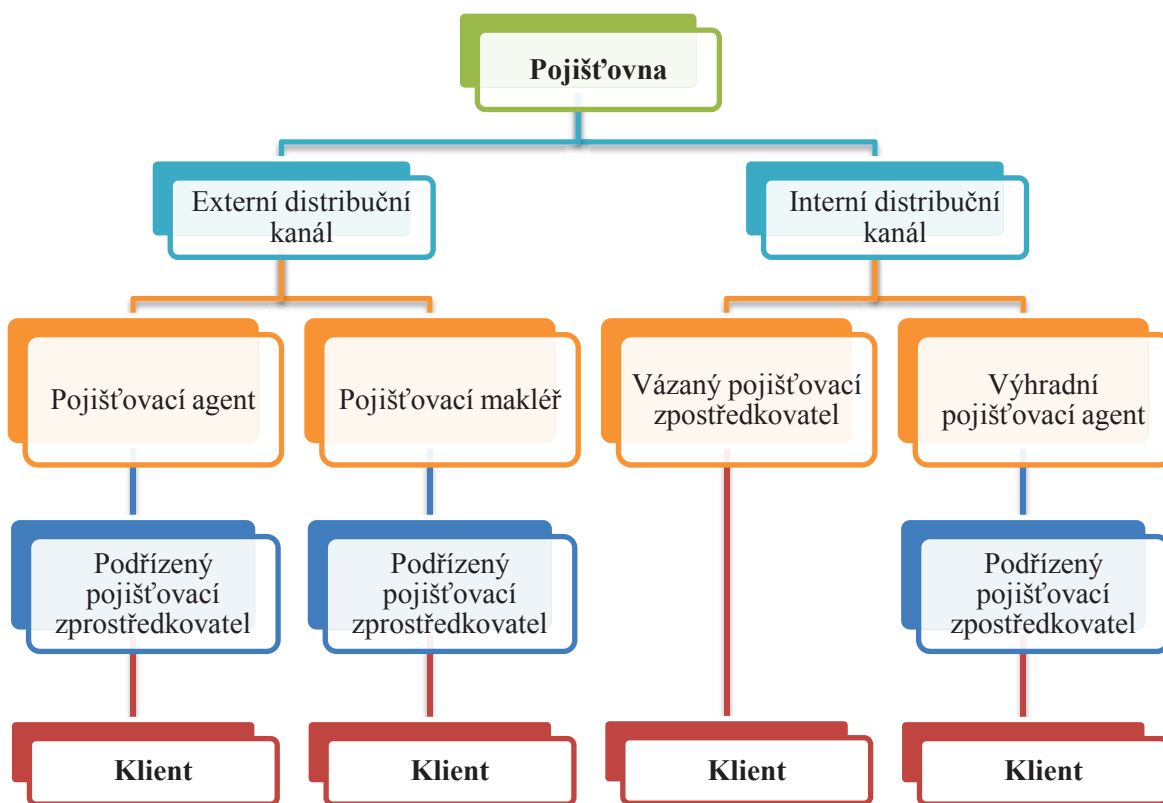 Pojišťovna
Externí distribuční
kanál
Interní distribuční
kanál
Pojišťovací agent
Pojišťovací makléř
Vázaný pojišťovací
zpostředkovatel
Výhradní
pojišťovací agent
Podřízený
pojišťovací
zprostředkovatel
Podřízený
pojišťovací
zprostředkovatel
Podřízený
pojišťovací
zpostředkovatel
Klient
Klient
Klient
Klient